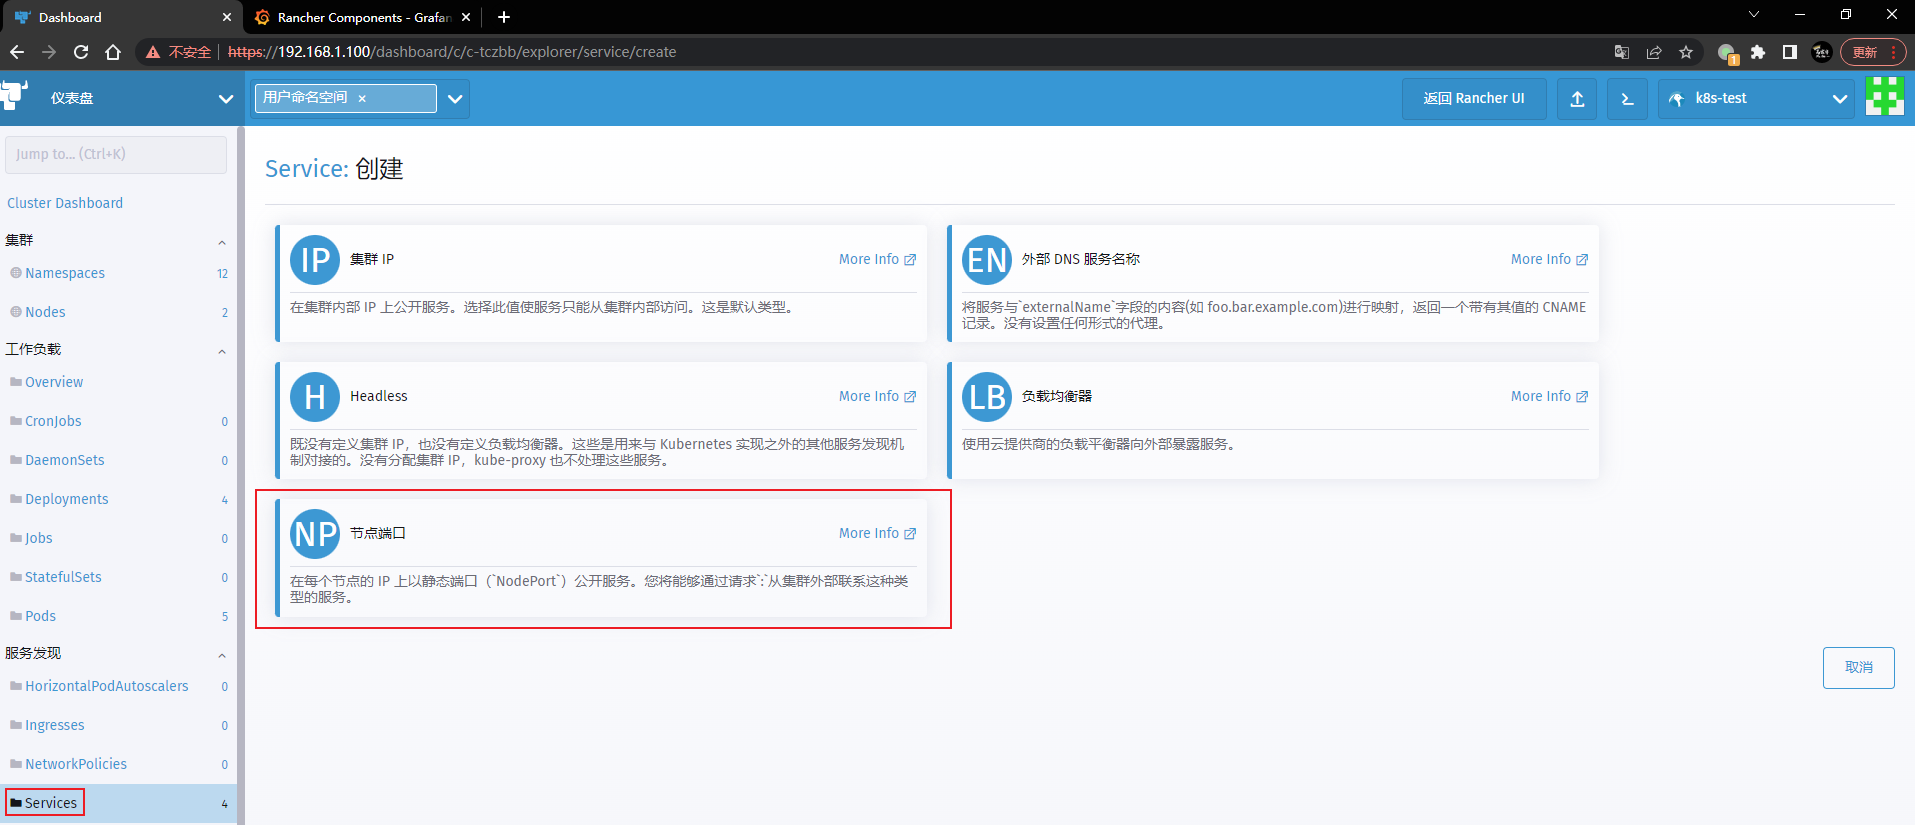 Dashboard
Rancher Components - Grafan
不安全
https://192.168.1.100/dashboard/c/c-tczbb/explorer/service/create
1
更新
仪表盘
用户命名空间 ×
返回 Rancher UI
k8s-test
Jump to... (Ctrl+K)
Cluster Dashboard
集群
Namespaces 12
Nodes 2
工作负载
Overview
CronJobs 0
DaemonSets 0
Deployments 4
Jobs 0
StatefulSets 0
Pods 5
服务发现
HorizontalPodAutoscalers 0
Ingresses 0
NetworkPolicies 0
Services 4
Service: 创建
IP 集群 IP More Info
在集群内部 IP 上公开服务。选择此值使服务只能从集群内部访问。这是默认类型。
EN 外部 DNS 服务名称 More Info
将服务与`externalName`字段的内容(如 foo.bar.example.com)进行映射，返回一个带有其值的 CNAME
记录。没有设置任何形式的代理。
H Headless More Info
既没有定义集群 IP，也没有定义负载均衡器。这些是用来与 Kubernetes 实现之外的其他服务发现机
制对接的。没有分配集群 IP，kube-proxy 也不处理这些服务。
LB 负载均衡器 More Info
使用云提供商的负载平衡器向外部暴露服务。
NP 节点端口 More Info
在每个节点的 IP 上以静态端口（`NodePort`）公开服务。您将能够通过请求`:`从集群外部联系这种类
型的服务。
取消